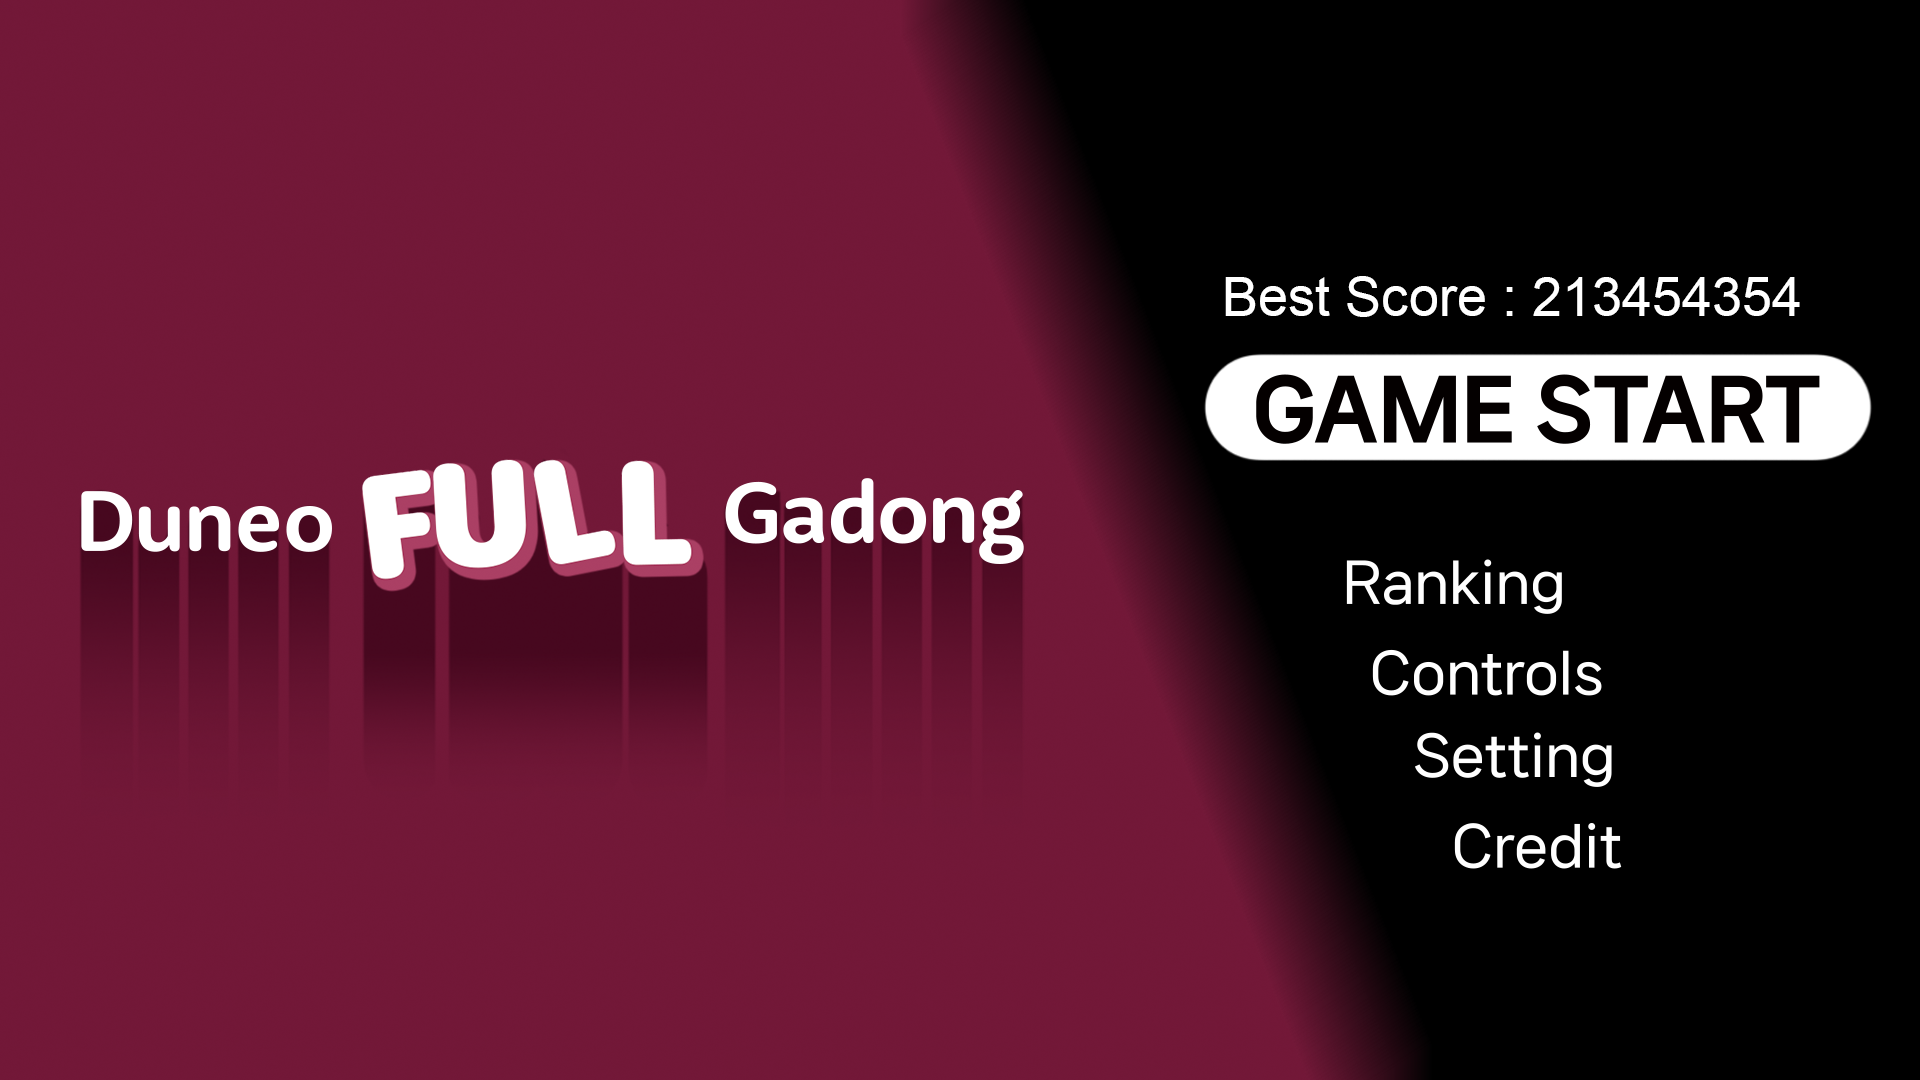 Duneo FULL Gadong
Best Score : 213454354
GAME START
Ranking
Controls
Setting
Credit